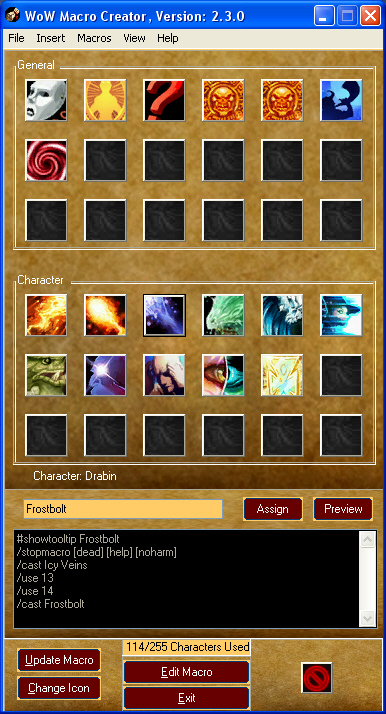 WoW Macro Creator, Version: 2.3.0
File Insert Macros View Help
General
Character
Character: Drabin
Frostbolt Assign Preview
#showtooltip Frostbolt
/stopmacro [dead] [help] [noharm]
/cast Icy Veins
/use 13
/use 14
/cast Frostbolt
114/255 Characters Used
Update Macro Edit Macro
Change Icon Exit